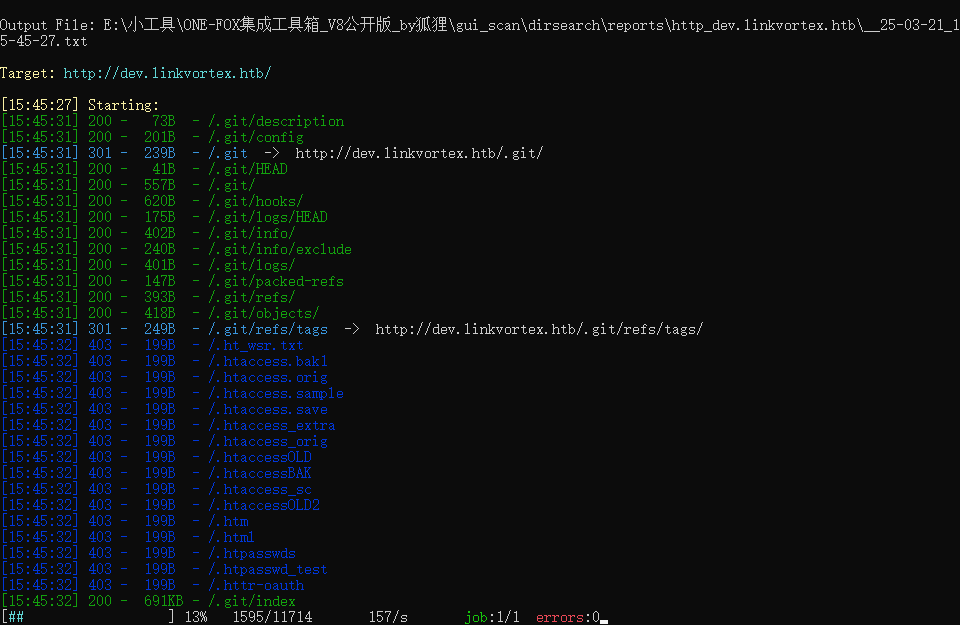 Output File: E:\小工具\ONE-FOX集成工具箱_V8公开版_by狐狸\gui_scan\dirsearch\reports\http_dev.linkvortex.htb\__25-03-21_1
5-45-27.txt
Target: http://dev.linkvortex.htb/
[15:45:27] Starting:
[15:45:31] 200 -   73B  - /.git/description
[15:45:31] 200 -  201B  - /.git/config
[15:45:31] 301 -  239B  - /.git  ->  http://dev.linkvortex.htb/.git/
[15:45:31] 200 -   41B  - /.git/HEAD
[15:45:31] 200 -  557B  - /.git/
[15:45:31] 200 -  620B  - /.git/hooks/
[15:45:31] 200 -  175B  - /.git/logs/HEAD
[15:45:31] 200 -  402B  - /.git/info/
[15:45:31] 200 -  240B  - /.git/info/exclude
[15:45:31] 200 -  401B  - /.git/logs/
[15:45:31] 200 -  147B  - /.git/packed-refs
[15:45:31] 200 -  393B  - /.git/refs/
[15:45:31] 200 -  418B  - /.git/objects/
[15:45:31] 301 -  249B  - /.git/refs/tags  ->  http://dev.linkvortex.htb/.git/refs/tags/
[15:45:32] 403 -  199B  - /.ht_wsr.txt
[15:45:32] 403 -  199B  - /.htaccess.bak1
[15:45:32] 403 -  199B  - /.htaccess.orig
[15:45:32] 403 -  199B  - /.htaccess.sample
[15:45:32] 403 -  199B  - /.htaccess.save
[15:45:32] 403 -  199B  - /.htaccess_extra
[15:45:32] 403 -  199B  - /.htaccess_orig
[15:45:32] 403 -  199B  - /.htaccessOLD
[15:45:32] 403 -  199B  - /.htaccessBAK
[15:45:32] 403 -  199B  - /.htaccess_sc
[15:45:32] 403 -  199B  - /.htaccessOLD2
[15:45:32] 403 -  199B  - /.htm
[15:45:32] 403 -  199B  - /.html
[15:45:32] 403 -  199B  - /.htpasswds
[15:45:32] 403 -  199B  - /.htpasswd_test
[15:45:32] 403 -  199B  - /.httr-oauth
[15:45:32] 200 -  691KB - /.git/index
[##                  ] 13%   1595/11714       157/s       job:1/1  errors:0